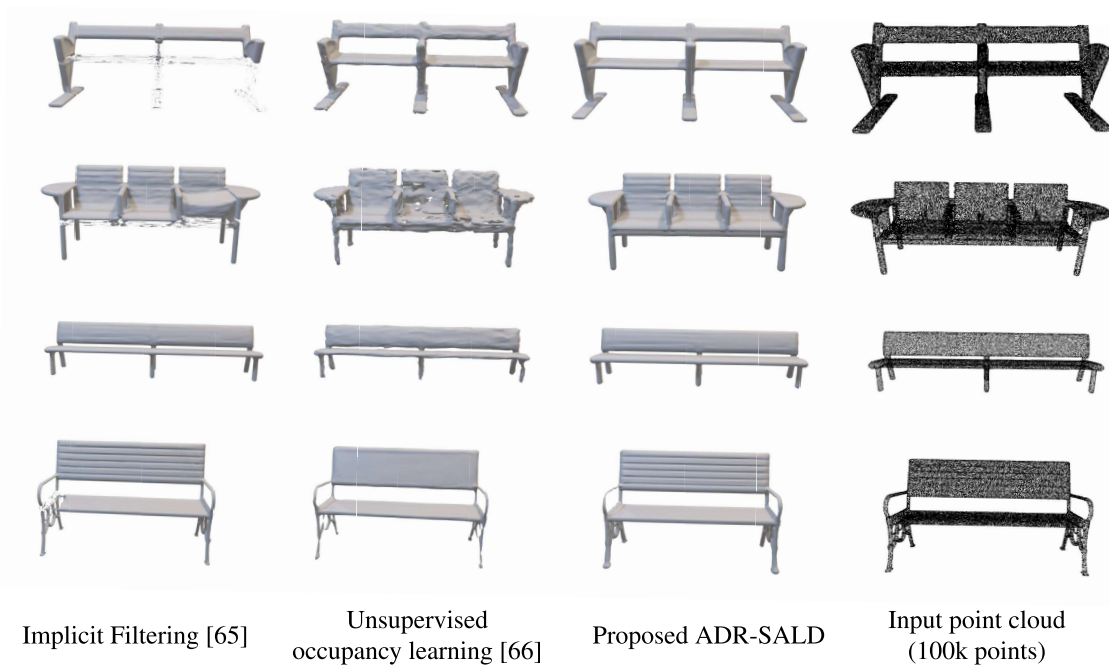 Implicit Filtering [65]
Unsupervised
occupancy learning [66]
Proposed ADR-SALD
Input point cloud
(100k points)